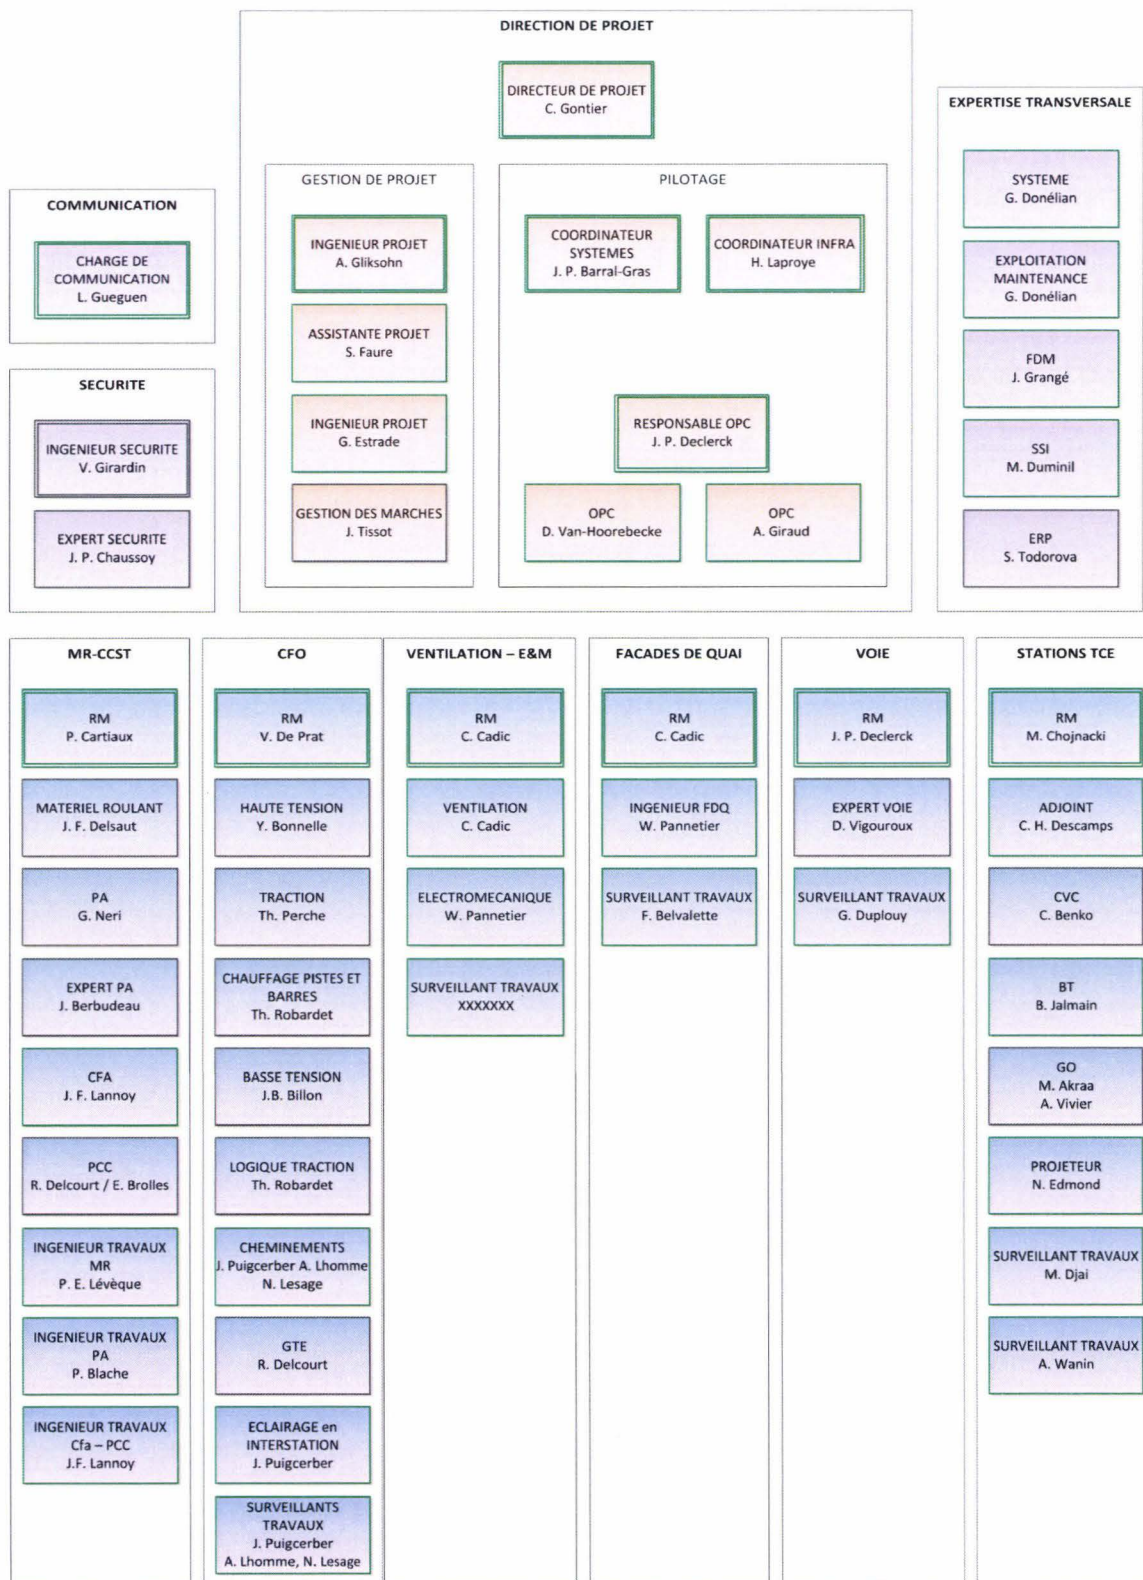 DIRECTION DE PROJET
DIRECTEUR DE PROJET
C. Gontier
GESTION DE PROJET
INGENIEUR PROJET
A. Gliksohn
ASSISTANTE PROJET
S. Faure
INGENIEUR PROJET
G. Estrade
GESTION DES MARCHES
J. Tissot
PILOTAGE
COORDINATEUR
SYSTEMES
J. P. Barral-Gras
COORDINATEUR INFRA
H. Laproye
RESPONSABLE OPC
J. P. Declerck
OPC
D. Van-Hoorebecke
OPC
A. Giraud
COMMUNICATION
CHARGE DE
COMMUNICATION
L. Gueguen
SECURITE
INGENIEUR SECURITE
V. Girardin
EXPERT SECURITE
J. P. Chaussoy
EXPERTISE TRANSVERSALE
SYSTEME
G. Donélian
EXPLOITATION
MAINTENANCE
G. Donélian
FDM
J. Grangé
SSI
M. Duminil
ERP
S. Todorova
MR-CCST
RM
P. Cartiaux
MATERIEL ROULANT
J. F. Delsaut
PA
G. Neri
EXPERT PA
J. Berbudeau
CFA
J. F. Lannoy
PCC
R. Delcourt / E. Brolles
INGENIEUR TRAVAUX
MR
P. E. Lévèque
INGENIEUR TRAVAUX
PA
P. Blache
INGENIEUR TRAVAUX
Cfa – PCC
J.F. Lannoy
CFO
RM
V. De Prat
HAUTE TENSION
Y. Bonnelle
TRACTION
Th. Perche
CHAUFFAGE PISTES ET
BARRES
Th. Robardet
BASSE TENSION
J.B. Billon
LOGIQUE TRACTION
Th. Robardet
CHEMINEMENTS
J. Puigcerber A. Lhomme
N. Lesage
GTE
R. Delcourt
ECLAIRAGE en
INTERSTATION
J. Puigcerber
SURVEILLANTS
TRAVAUX
J. Puigcerber
A. Lhomme, N. Lesage
VENTILATION – E&M
RM
C. Cadic
VENTILATION
C. Cadic
ELECTROMECANIQUE
W. Pannetier
SURVEILLANT TRAVAUX
XXXXXXX
FACADES DE QUAI
RM
C. Cadic
INGENIEUR FDQ
W. Pannetier
SURVEILLANT TRAVAUX
F. Belvalette
VOIE
RM
J. P. Declerck
EXPERT VOIE
D. Vigouroux
SURVEILLANT TRAVAUX
G. Duplouy
STATIONS TCE
RM
M. Chojnacki
ADJOINT
C. H. Descamps
CVC
C. Benko
BT
B. Jalmain
GO
M. Akraa
A. Vivier
PROJETEUR
N. Edmond
SURVEILLANT TRAVAUX
M. Djai
SURVEILLANT TRAVAUX
A. Wanin